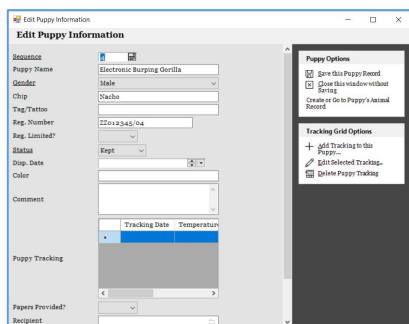 Edit Puppy Information
Edit Puppy Information
Sequence 4
Puppy Name Electronic Burping Gorilla
Gender Male
Chip Nacho
Tag/Tattoo
Reg. Number ZZ012345/04
Reg. Limited?
Status Kept
Disp. Date
Color
Comment
Tracking Date Temperature
Puppy Tracking
Papers Provided?
Recipient
Puppy Options
Save this Puppy Record
Close this window without
Saving
Create or Go to Puppy's Animal
Record
Tracking Grid Options
Add Tracking to this
Puppy...
Edit Selected Tracking..
Delete Puppy Tracking